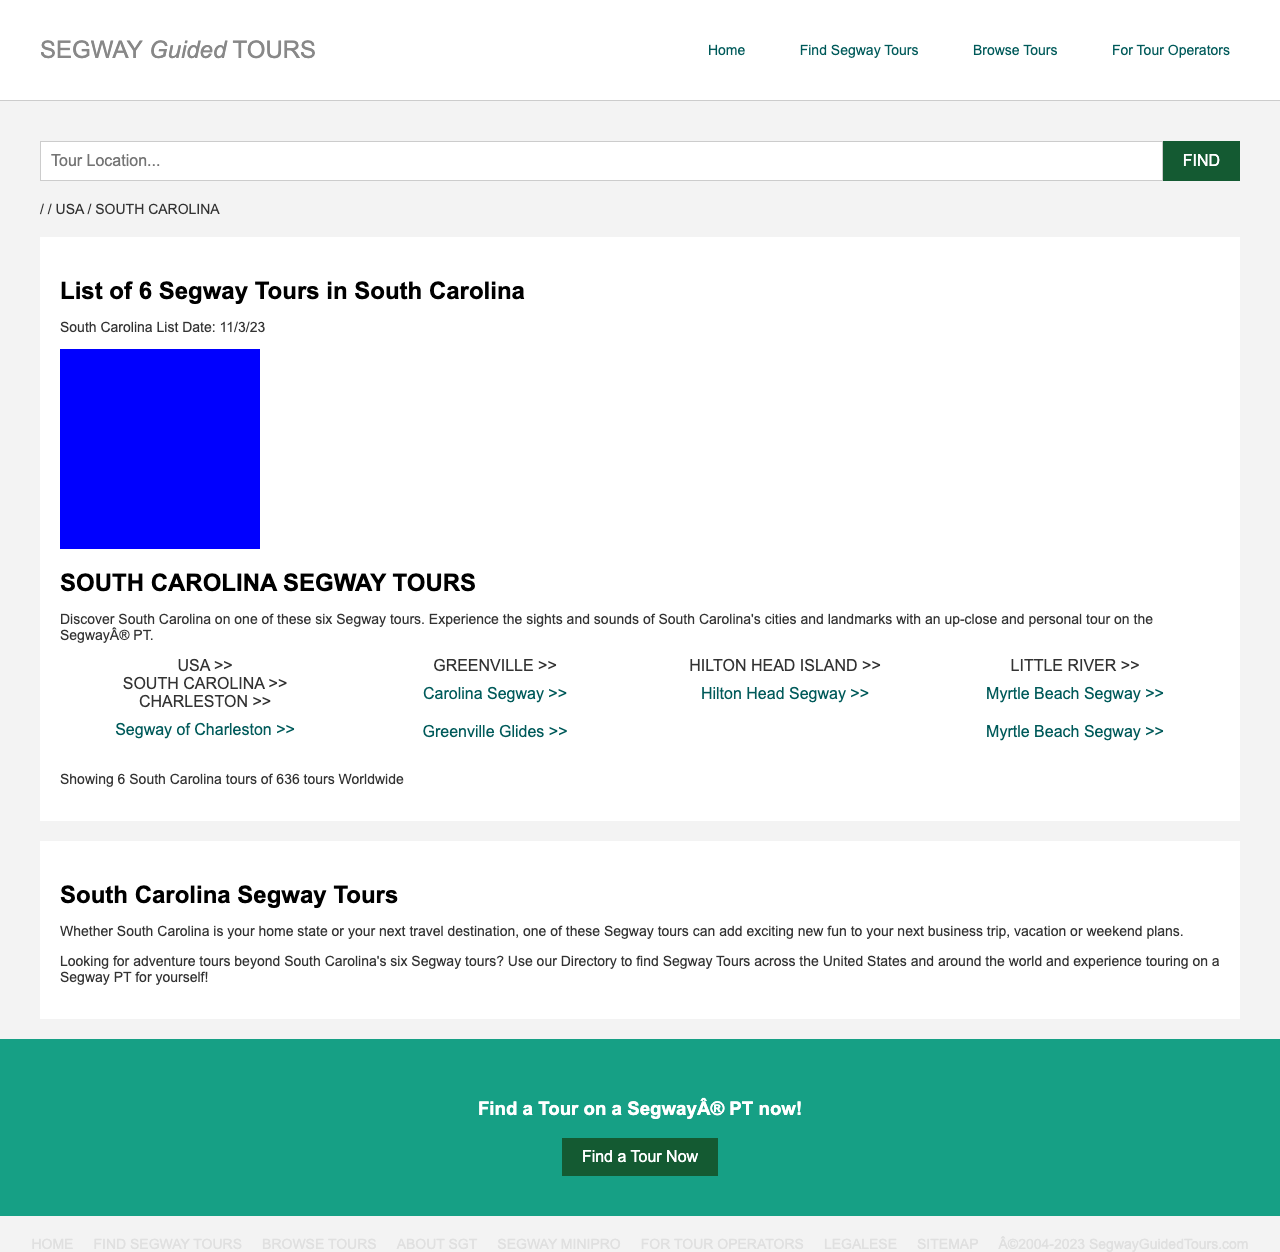 SEGWAY Guided TOURS
Home Find Segway Tours Browse Tours For Tour Operators
Tour Location... FIND
/ / USA / SOUTH CAROLINA
List of 6 Segway Tours in South Carolina
South Carolina List Date: 11/3/23
SOUTH CAROLINA SEGWAY TOURS
Discover South Carolina on one of these six Segway tours. Experience the sights and sounds of South Carolina's cities and landmarks with an up-close and personal tour on the
SegwayÂ® PT.
USA >>
SOUTH CAROLINA >>
CHARLESTON >>
Segway of Charleston >>
GREENVILLE >>
Carolina Segway >>
Greenville Glides >>
HILTON HEAD ISLAND >>
Hilton Head Segway >>
LITTLE RIVER >>
Myrtle Beach Segway >>
Myrtle Beach Segway >>
Showing 6 South Carolina tours of 636 tours Worldwide
South Carolina Segway Tours
Whether South Carolina is your home state or your next travel destination, one of these Segway tours can add exciting new fun to your next business trip, vacation or weekend plans.
Looking for adventure tours beyond South Carolina's six Segway tours? Use our Directory to find Segway Tours across the United States and around the world and experience touring on a
Segway PT for yourself!
Find a Tour on a SegwayÂ® PT now!
Find a Tour Now
HOME FIND SEGWAY TOURS BROWSE TOURS ABOUT SGT SEGWAY MINIPRO FOR TOUR OPERATORS LEGALESE SITEMAP Â©2004-2023 SegwayGuidedTours.com